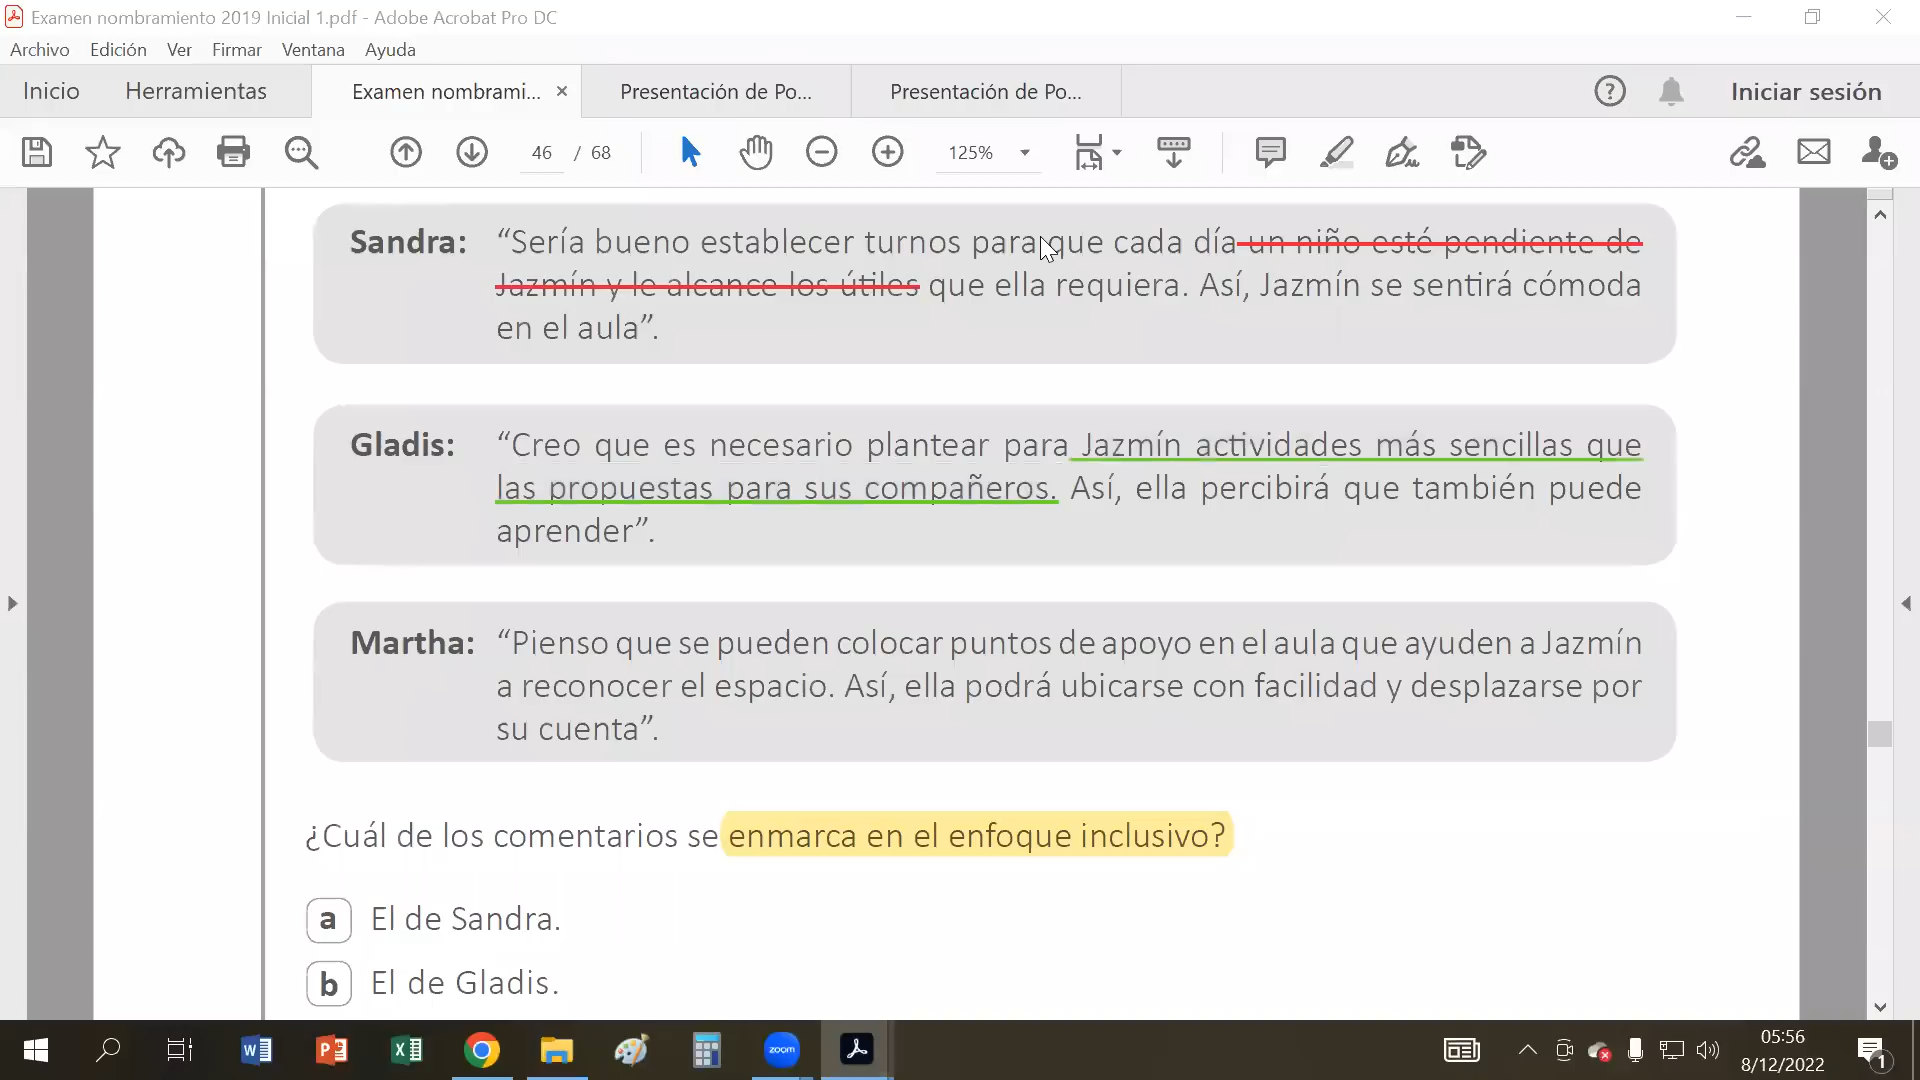 Examen nombramiento 2019 Inicial 1.pdf - Adobe Acrobat Pro DC
Archivo Edición Ver Firmar Ventana Ayuda
Inicio Herramientas Examen nombrami... × Presentación de Po... Presentación de Po... ? Iniciar sesión
46 / 68 125%
Sandra: “Sería bueno establecer turnos para que cada día un niño esté pendiente de
Jazmín y le alcance los útiles que ella requiera. Así, Jazmín se sentirá cómoda
en el aula”.
Gladis: “Creo que es necesario plantear para Jazmín actividades más sencillas que
las propuestas para sus compañeros. Así, ella percibirá que también puede
aprender”.
Martha: “Pienso que se pueden colocar puntos de apoyo en el aula que ayuden a Jazmín
a reconocer el espacio. Así, ella podrá ubicarse con facilidad y desplazarse por
su cuenta”.
¿Cuál de los comentarios se enmarca en el enfoque inclusivo?
a El de Sandra.
b El de Gladis.
zoom
05:56
8/12/2022
1